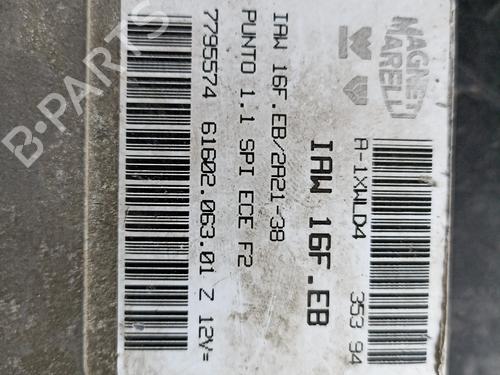 MAGNETI
MARELLI
A-1XWLD4 353 94
IAW 16F.EB
IAW 16F.EB/2A21-38
PUNTO 1.1 SPI ECE F2
7795574 61602.063.01 Z 12V=
B-PARTS